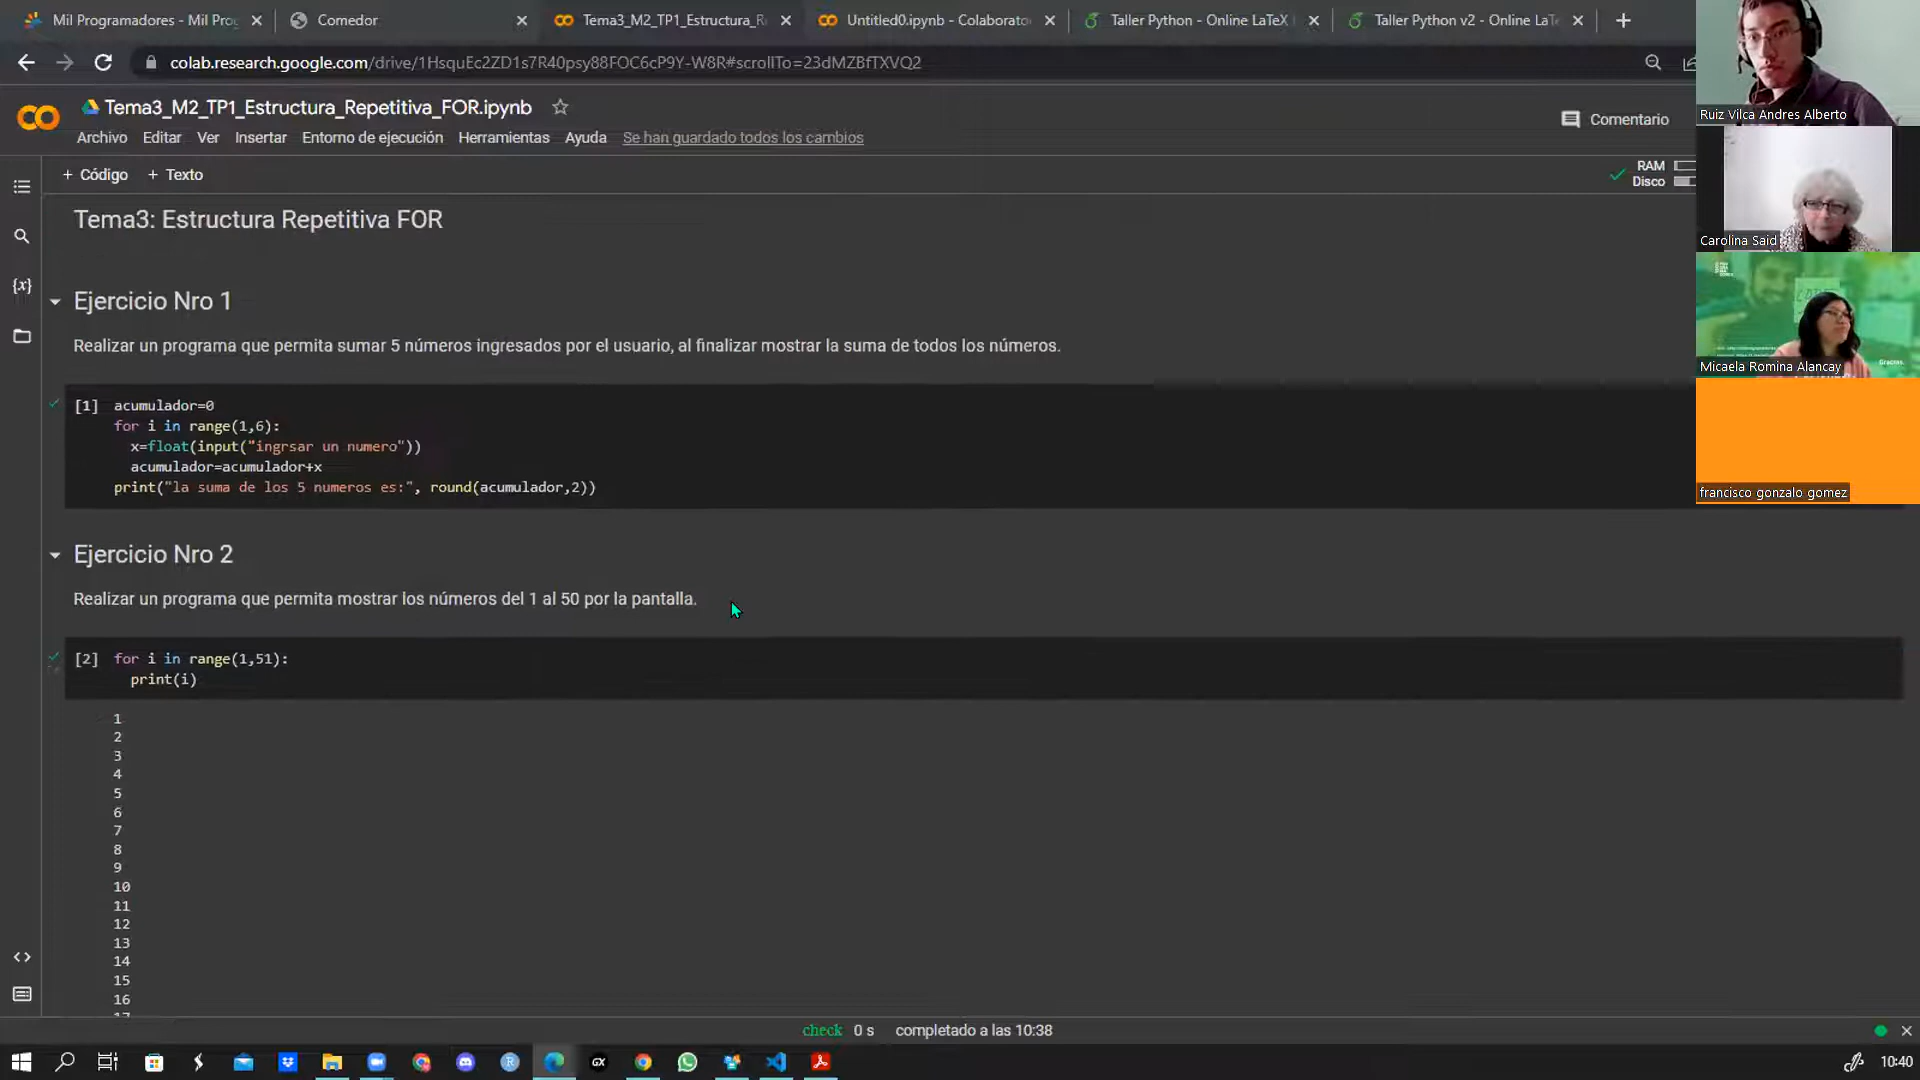 Mil Programadores - Mil Prog
Comedor
Tema3_M2_TP1_Estructura_R
Untitled0.ipynb - Colaborato
Taller Python - Online LaTeX
Taller Python v2 - Online LaT
colab.research.google.com/drive/1HsquEc2ZD1s7R40psy88FOC6cP9Y-W8R#scrollTo=23dMZBfTXVQ2
Tema3_M2_TP1_Estructura_Repetitiva_FOR.ipynb
Archivo Editar Ver Insertar Entorno de ejecución Herramientas Ayuda Se han guardado todos los cambios
Comentario
+ Código + Texto
RAM
Disco
Tema3: Estructura Repetitiva FOR
Ejercicio Nro 1
Realizar un programa que permita sumar 5 números ingresados por el usuario, al finalizar mostrar la suma de todos los números.
[1] acumulador=0
for i in range(1,6):
x=float(input("ingrsar un numero"))
acumulador=acumulador+x
print("la suma de los 5 numeros es:", round(acumulador,2))
Ejercicio Nro 2
Realizar un programa que permita mostrar los números del 1 al 50 por la pantalla.
[2] for i in range(1,51):
print(i)
1
2
3
4
5
6
7
8
9
10
11
12
13
14
15
16
17
check 0 s completado a las 10:38
10:40
Ruiz Vilca Andres Alberto
Carolina Said
Gracias.
Micaela Romina Alancay
francisco gonzalo gomez